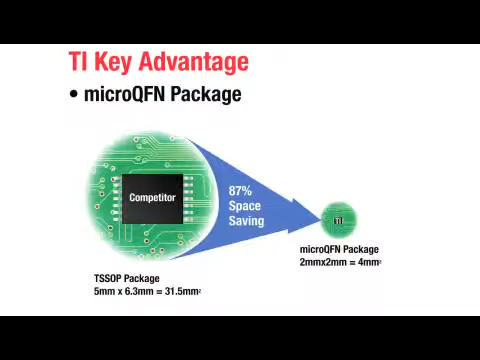 TI Key Advantage
• microQFN Package
Competitor
87%
Space
Saving
TI
microQFN Package
2mmx2mm = 4mm²
TSSOP Package
5mm x 6.3mm = 31.5mm²